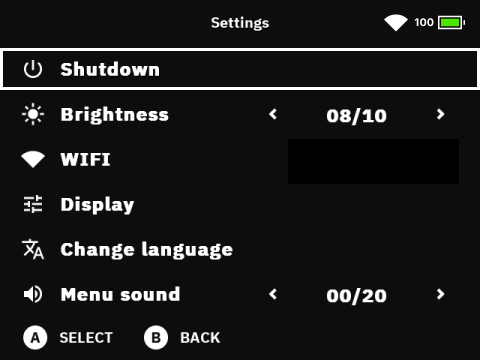 Settings 100
Shutdown
Brightness 08/10
WIFI
Display
Change language
Menu sound 00/20
A SELECT B BACK